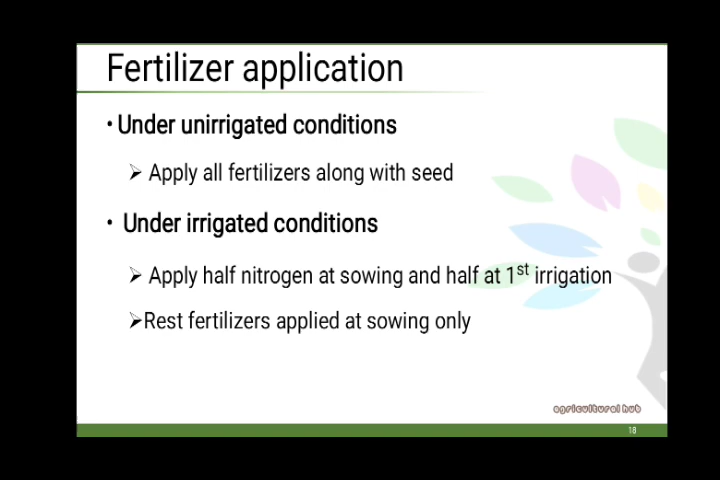 Fertilizer application
• Under unirrigated conditions
➢ Apply all fertilizers along with seed
• Under irrigated conditions
➢ Apply half nitrogen at sowing and half at 1st irrigation
➢Rest fertilizers applied at sowing only
agricultural hub
18